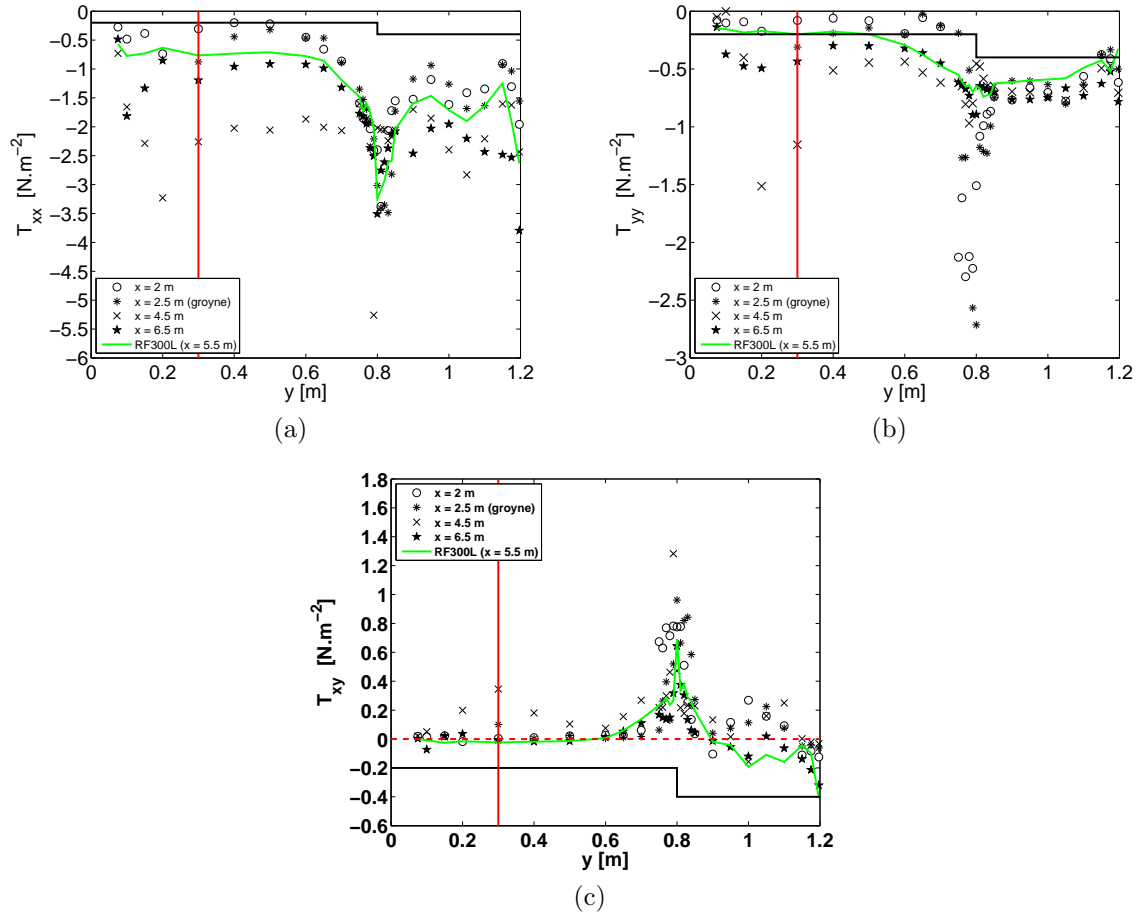 0
−0.5
−1
−1.5
−2
−2.5
−3
−3.5
−4
−4.5
−5
−5.5
−6
T_xx [N.m^−2]
x = 2 m
x = 2.5 m (groyne)
x = 4.5 m
x = 6.5 m
RF300L (x = 5.5 m)
0 0.2 0.4 0.6 0.8 1 1.2
y [m]
(a)
0
−0.5
−1
−1.5
−2
−2.5
−3
T_yy [N.m^−2]
x = 2 m
x = 2.5 m (groyne)
x = 4.5 m
x = 6.5 m
RF300L (x = 5.5 m)
0 0.2 0.4 0.6 0.8 1 1.2
y [m]
(b)
1.8
1.6
1.4
1.2
1
0.8
0.6
0.4
0.2
0
−0.2
−0.4
−0.6
T_xy [N.m^−2]
x = 2 m
x = 2.5 m (groyne)
x = 4.5 m
x = 6.5 m
RF300L (x = 5.5 m)
0 0.2 0.4 0.6 0.8 1 1.2
y [m]
(c)